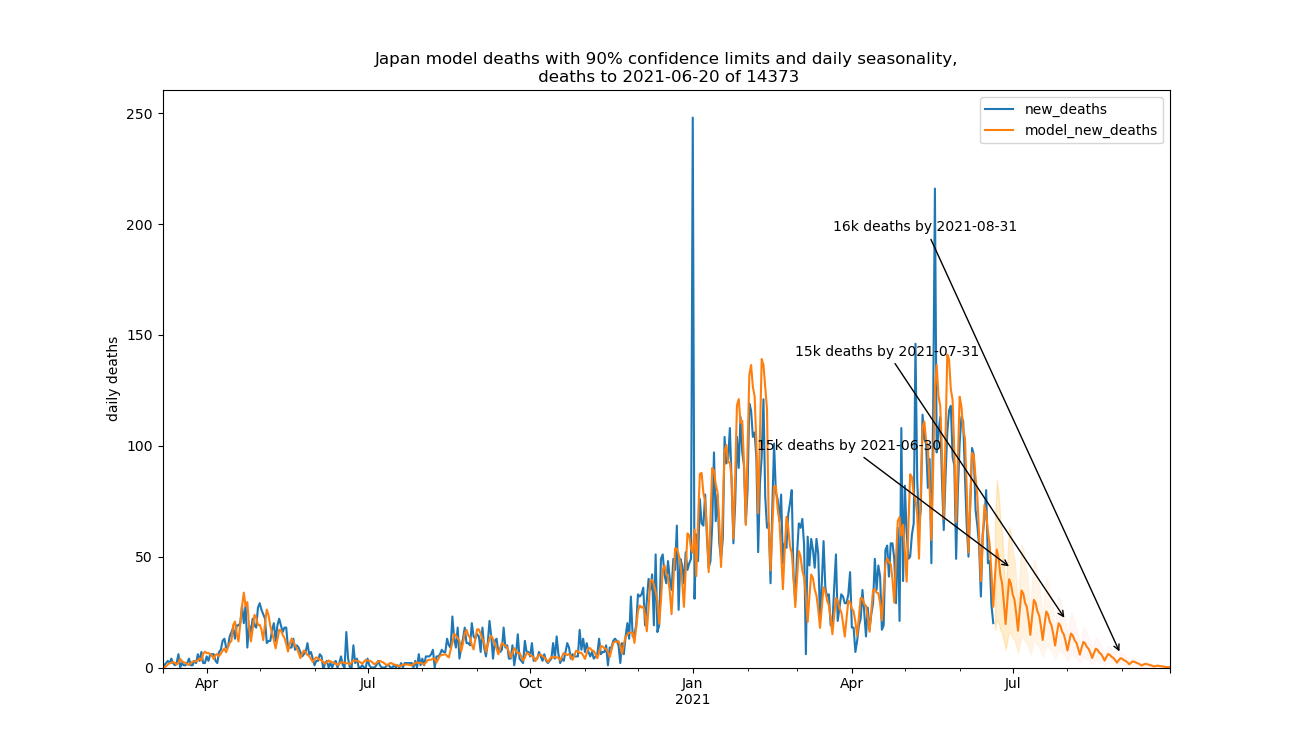 Japan model deaths with 90% confidence limits and daily seasonality,
deaths to 2021-06-20 of 14373
new_deaths
model_new_deaths
daily deaths
250
200
150
100
50
0
16k deaths by 2021-08-31
15k deaths by 2021-07-31
15k deaths by 2021-06-30
Apr
Jul
Oct
Jan
2021
Apr
Jul